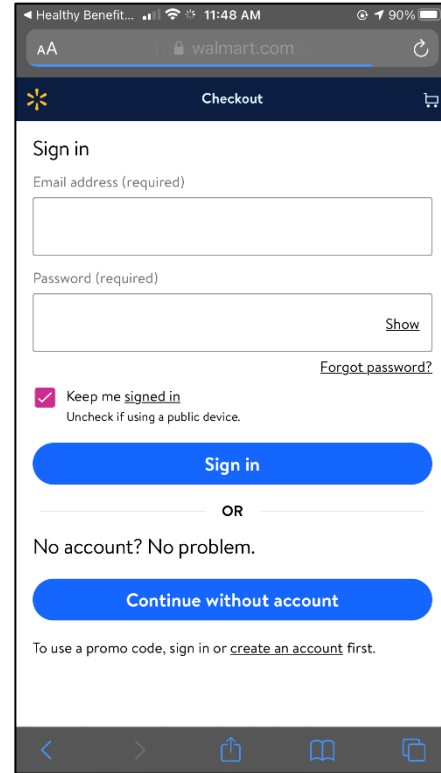 ◀ Healthy Benefit... 11:48 AM 90%
AA walmart.com
Checkout
Sign in
Email address (required)
Password (required)
Show
Forgot password?
Keep me signed in
Uncheck if using a public device.
Sign in
OR
No account? No problem.
Continue without account
To use a promo code, sign in or create an account first.